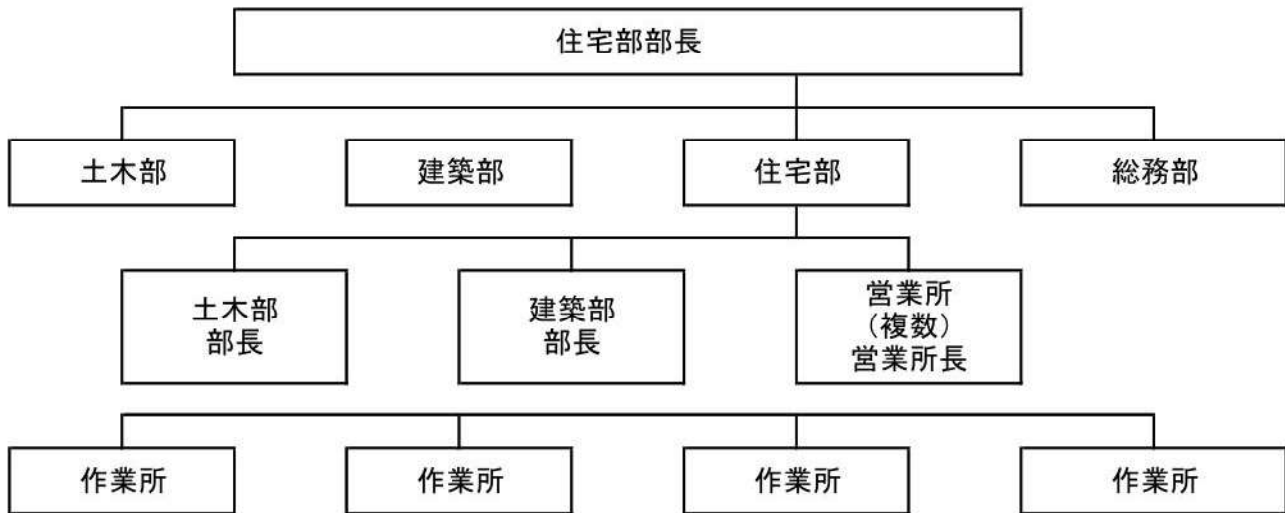 住宅部部長
土木部
建築部
住宅部
総務部
土木部
部長
建築部
部長
営業所
（複数）
営業所長
作業所
作業所
作業所
作業所